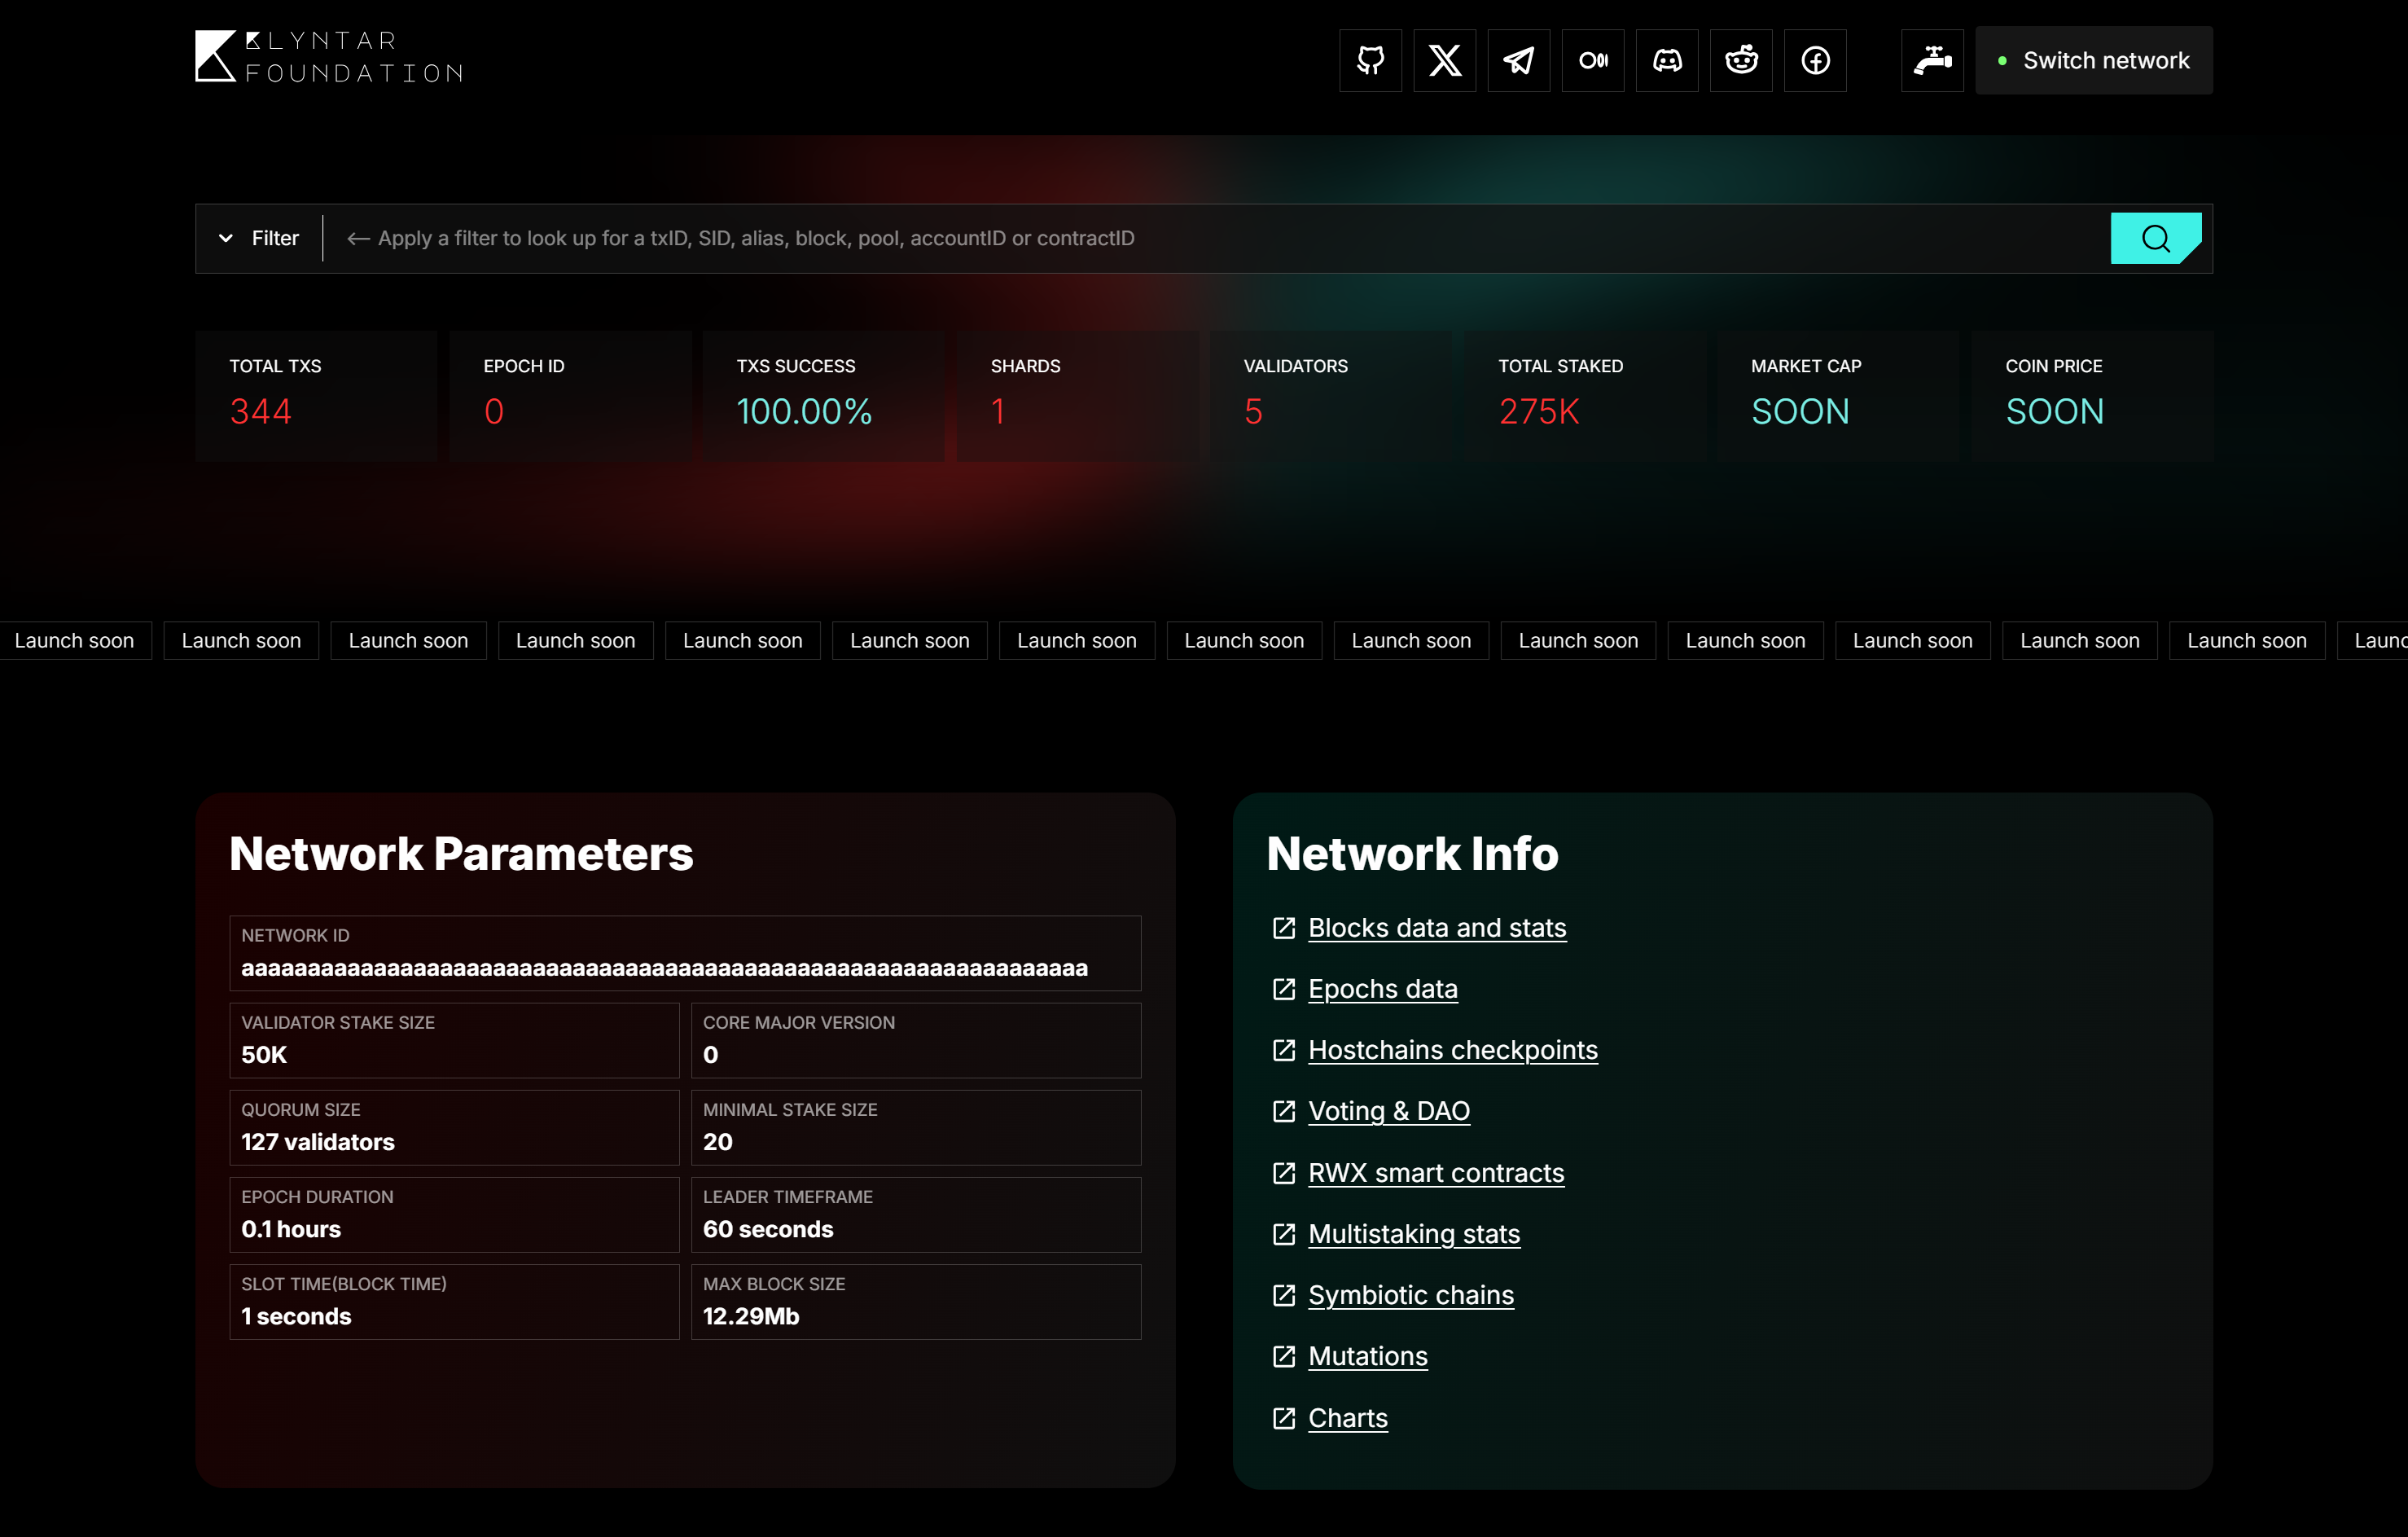 KLYNTAR
FOUNDATION
Switch network
Filter
Apply a filter to look up for a txID, SID, alias, block, pool, accountID or contractID
TOTAL TXS
344
EPOCH ID
0
TXS SUCCESS
100.00%
SHARDS
1
VALIDATORS
5
TOTAL STAKED
275K
MARKET CAP
SOON
COIN PRICE
SOON
Launch soon Launch soon Launch soon Launch soon Launch soon Launch soon Launch soon Launch soon Launch soon Launch soon Launch soon Launch soon Launch soon Launch soon Launc
Network Parameters
NETWORK ID
aaaaaaaaaaaaaaaaaaaaaaaaaaaaaaaaaaaaaaaaaaaaaaaaaaaaaaaaaaaaaaaa
VALIDATOR STAKE SIZE
50K
CORE MAJOR VERSION
0
QUORUM SIZE
127 validators
MINIMAL STAKE SIZE
20
EPOCH DURATION
0.1 hours
LEADER TIMEFRAME
60 seconds
SLOT TIME(BLOCK TIME)
1 seconds
MAX BLOCK SIZE
12.29Mb
Network Info
Blocks data and stats
Epochs data
Hostchains checkpoints
Voting & DAO
RWX smart contracts
Multistaking stats
Symbiotic chains
Mutations
Charts